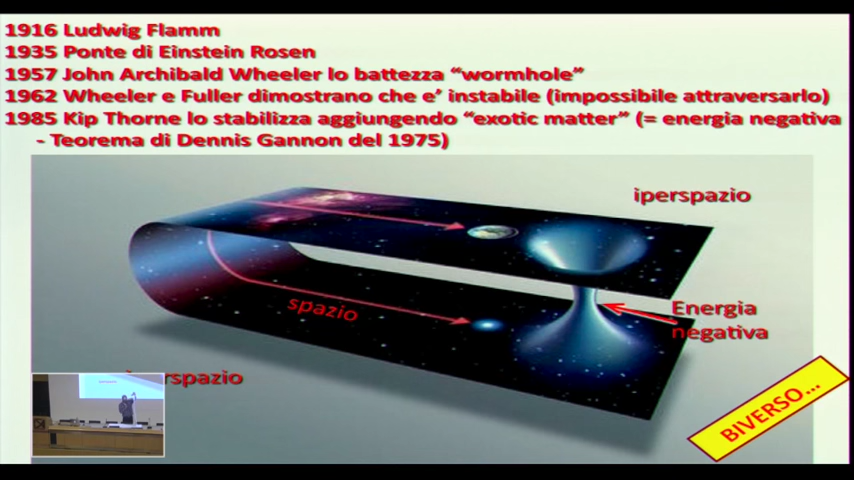 1916 Ludwig Flamm
1935 Ponte di Einstein Rosen
1957 John Archibald Wheeler lo battezza “wormhole”
1962 Wheeler e Fuller dimostrano che e’ instabile (impossibile attraversarlo)
1985 Kip Thorne lo stabilizza aggiungendo “exotic matter” (= energia negativa
- Teorema di Dennis Gannon del 1975)
iperspazio
spazio
Energia
negativa
rspazio
BIVERSO...